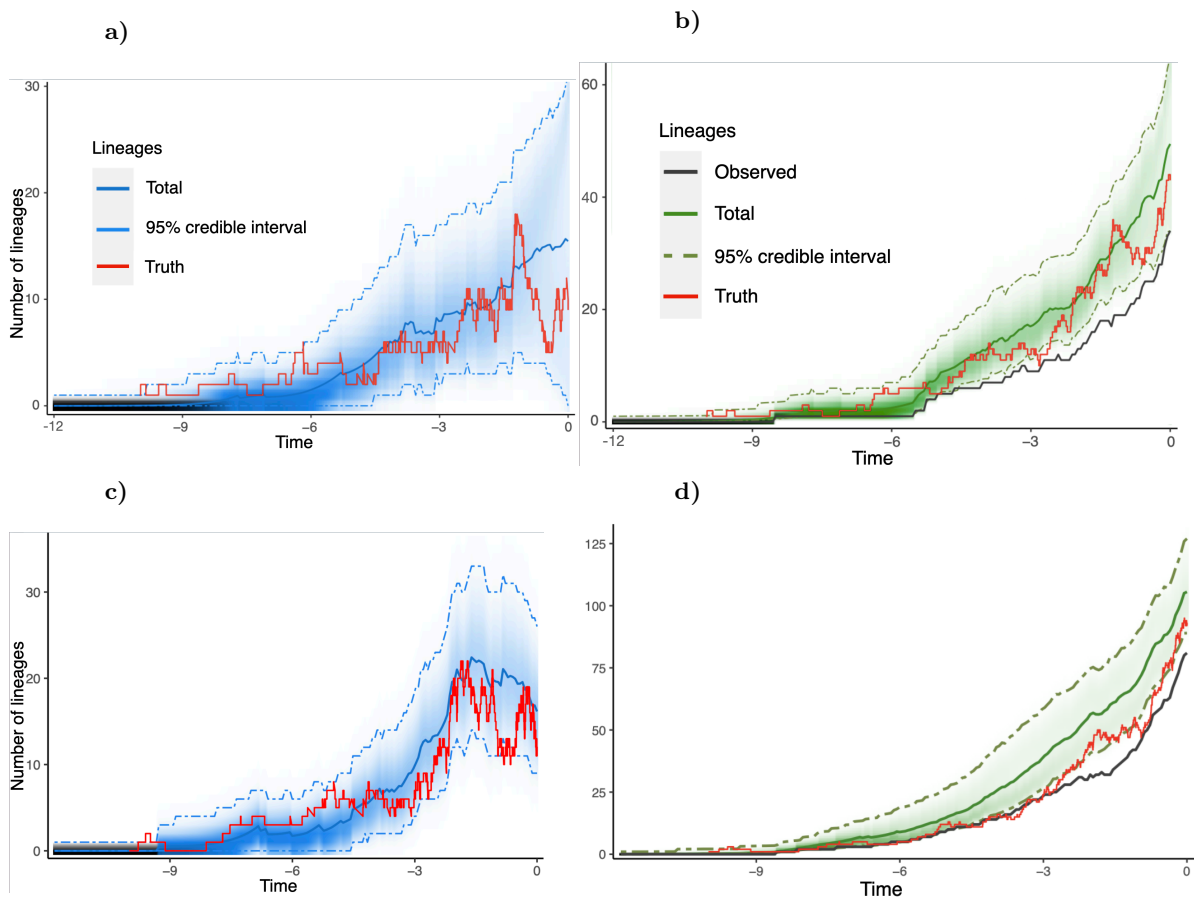 a)
30
20
10
0
Number of lineages
Lineages
Total
95% credible interval
Truth
-12
-9
-6
-3
0
Time
b)
60
40
20
0
Lineages
Observed
Total
95% credible interval
Truth
-12
-9
-6
-3
0
Time
c)
30
20
10
0
Number of lineages
-9
-6
-3
0
Time
d)
125
100
75
50
25
0
-9
-6
-3
0
Time